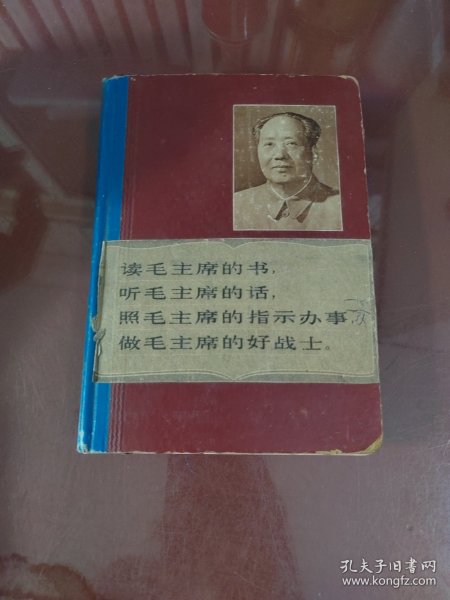 读毛主席的书，
听毛主席的话，
照毛主席的指示办事，
做毛主席的好战士。
孔夫子旧书网
www.kongfz.com